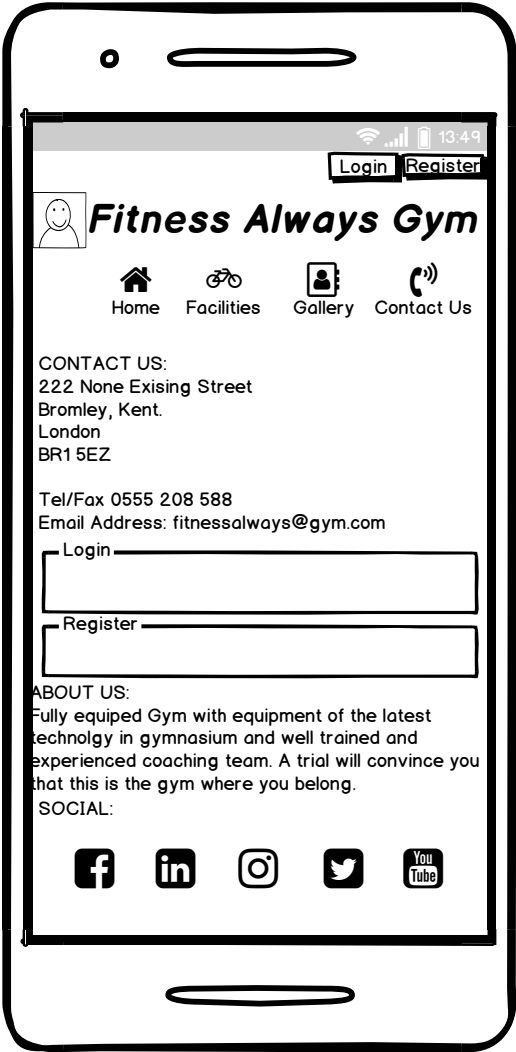 13:49
Login Register
Fitness Always Gym
Home Facilities Gallery Contact Us
CONTACT US:
222 None Exising Street
Bromley, Kent.
London
BR1 5EZ
Tel/Fax 0555 208 588
Email Address: fitnessalways@gym.com
Login
Register
ABOUT US:
Fully equiped Gym with equipment of the latest
technolgy in gymnasium and well trained and
experienced coaching team. A trial will convince you
that this is the gym where you belong.
SOCIAL:
f in You Tube